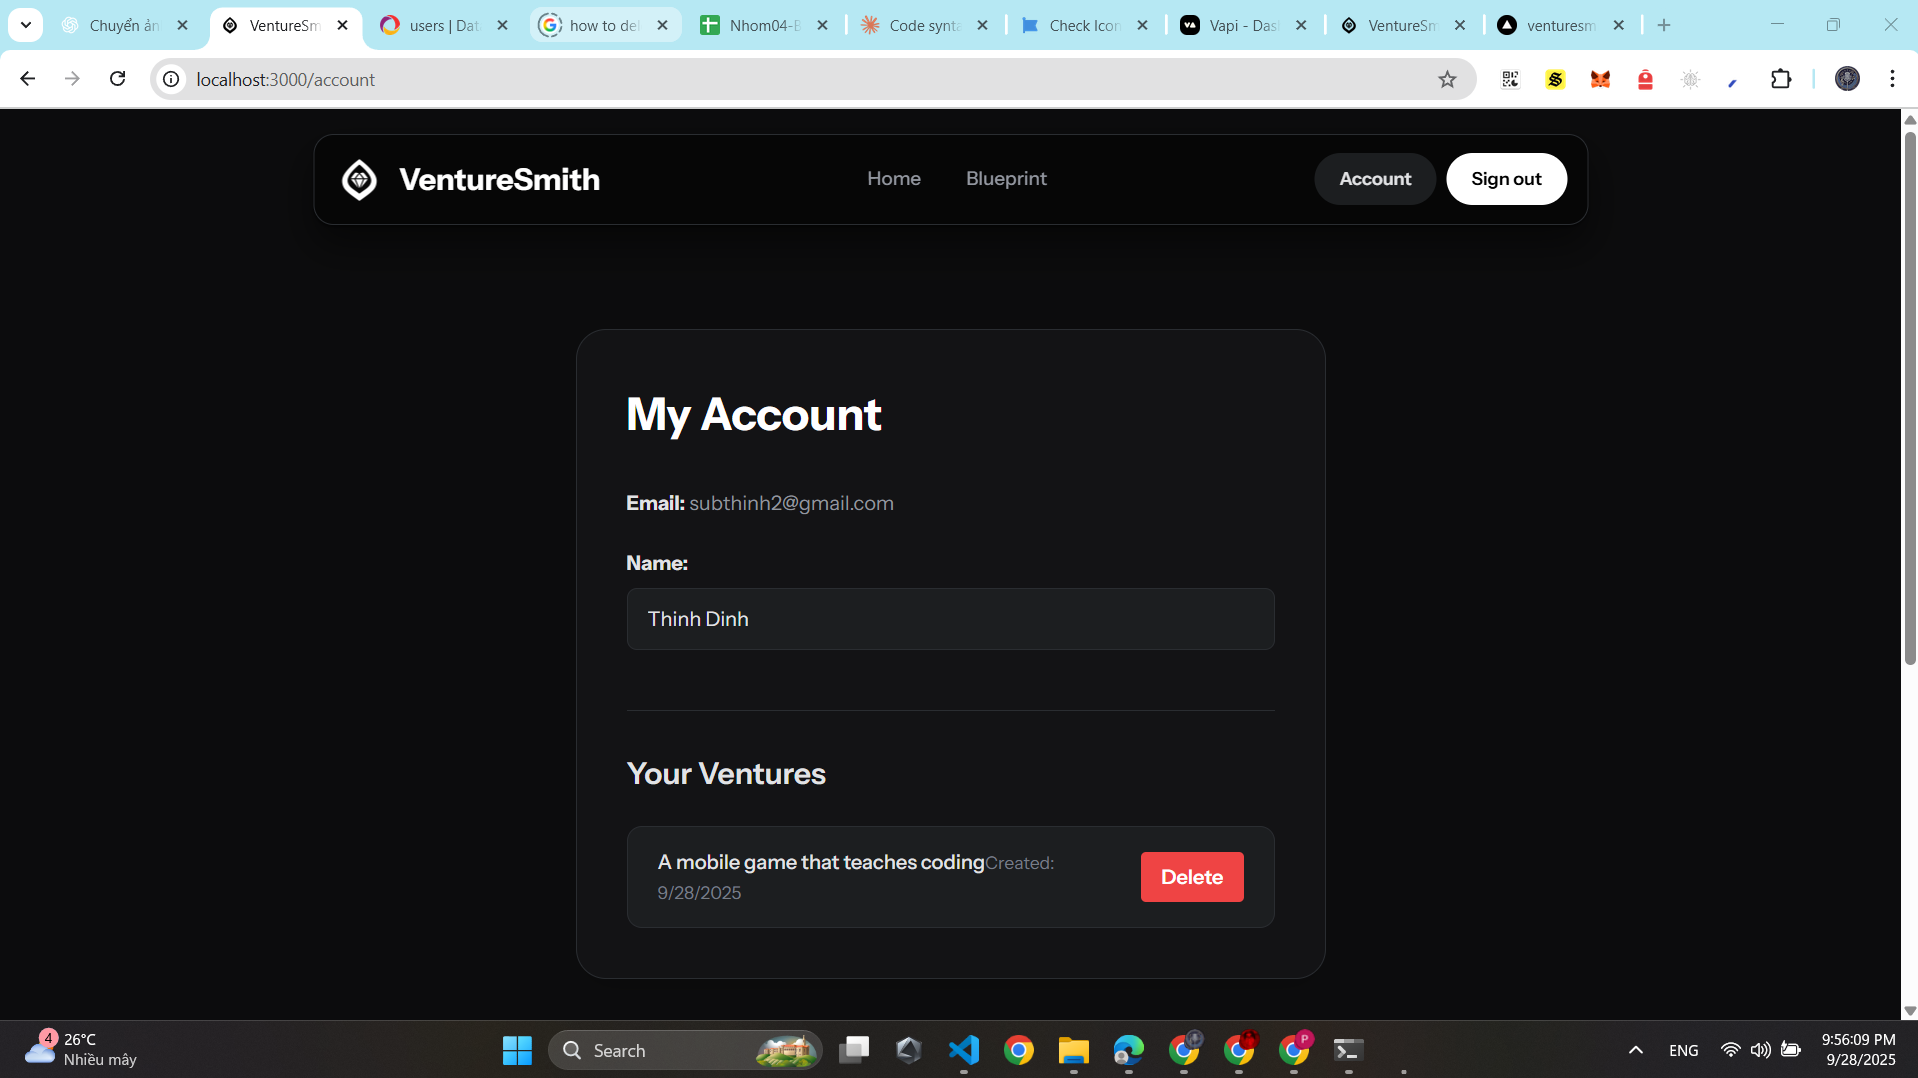 Chuyển ản
VentureSm
users | Dat
how to del
Nhom04-B
Code synta
Check Icon
Vapi - Das
VentureSm
venturesm
localhost:3000/account
VentureSmith
Home
Blueprint
Account
Sign out
My Account
Email: subthinh2@gmail.com
Name:
Thinh Dinh
Your Ventures
A mobile game that teaches codingCreated:
9/28/2025
Delete
4
26°C
Nhiều mây
Search
P
ENG
9:56:09 PM
9/28/2025